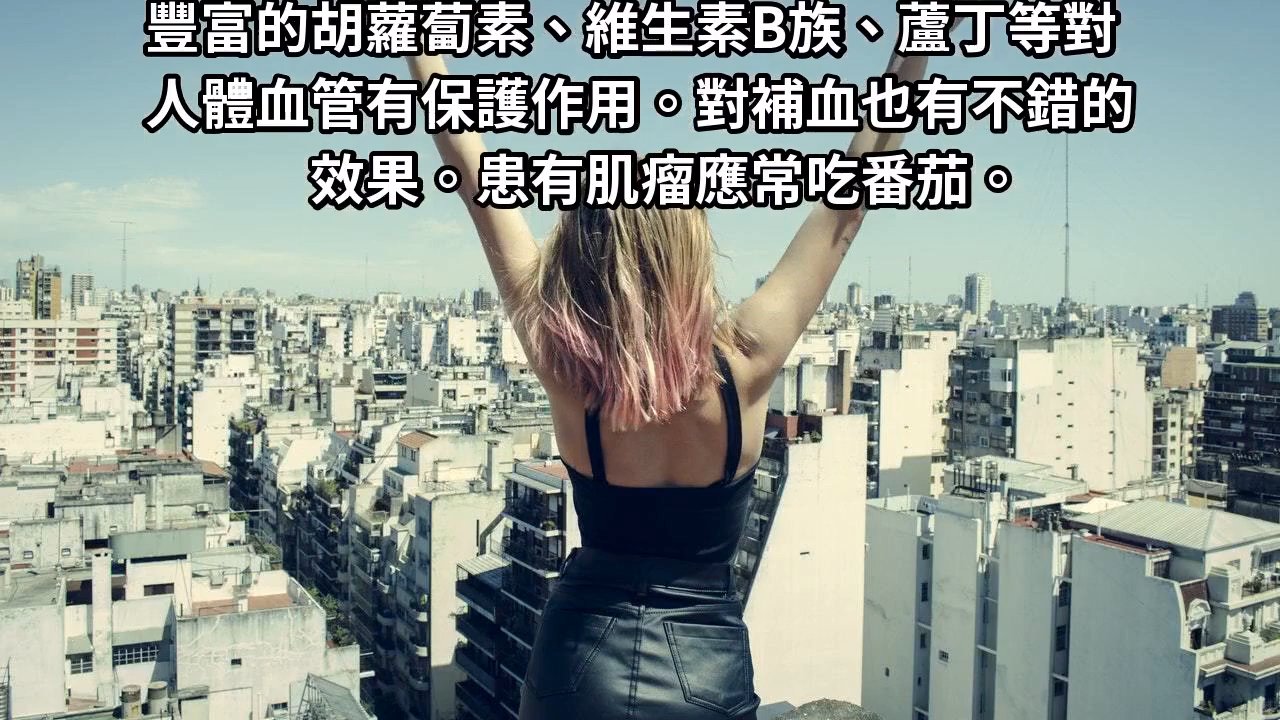 豐富的胡蘿蔔素、維生素B族、蘆丁等對
人體血管有保護作用。對補血也有不錯的
效果。患有肌瘤應常吃番茄。